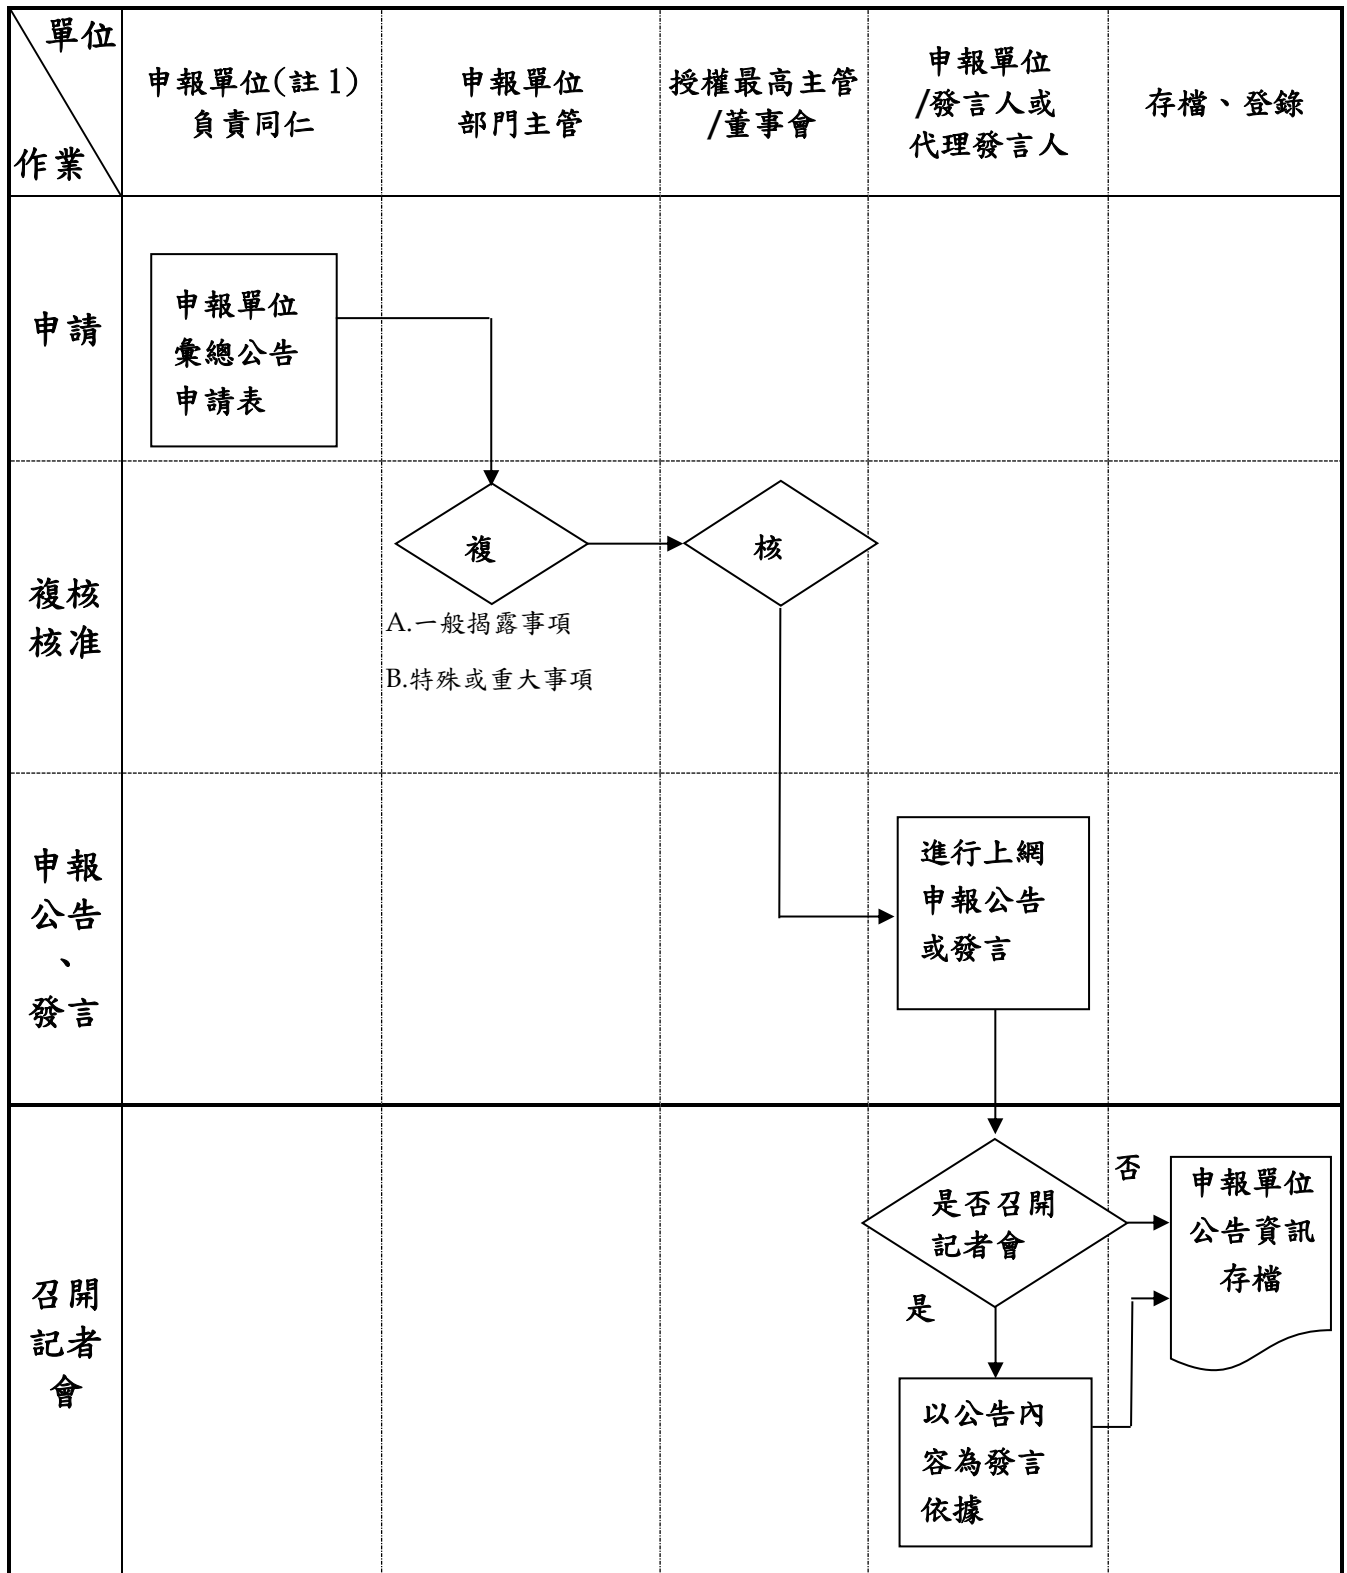 單位
作業
申報單位(註 1)
負責同仁
申報單位
部門主管
授權最高主管
/董事會
申報單位
/發言人或
代理發言人
存檔、登錄
申請
申報單位
彙總公告
申請表
複核
核准
複
核
A.一般揭露事項
B.特殊或重大事項
申報
公告
、
發言
進行上網
申報公告
或發言
召開
記者
會
是否召開
記者會
否
是
申報單位
公告資訊
存檔
以公告內
容為發言
依據